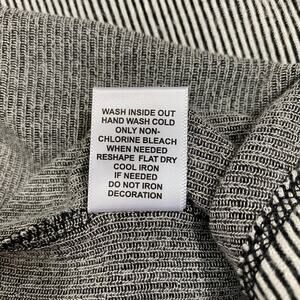 WASH INSIDE OUT
HAND WASH COLD
ONLY NON-
CHLORINE BLEACH
WHEN NEEDED
RESHAPE FLAT DRY
COOL IRON
IF NEEDED
DO NOT IRON
DECORATION